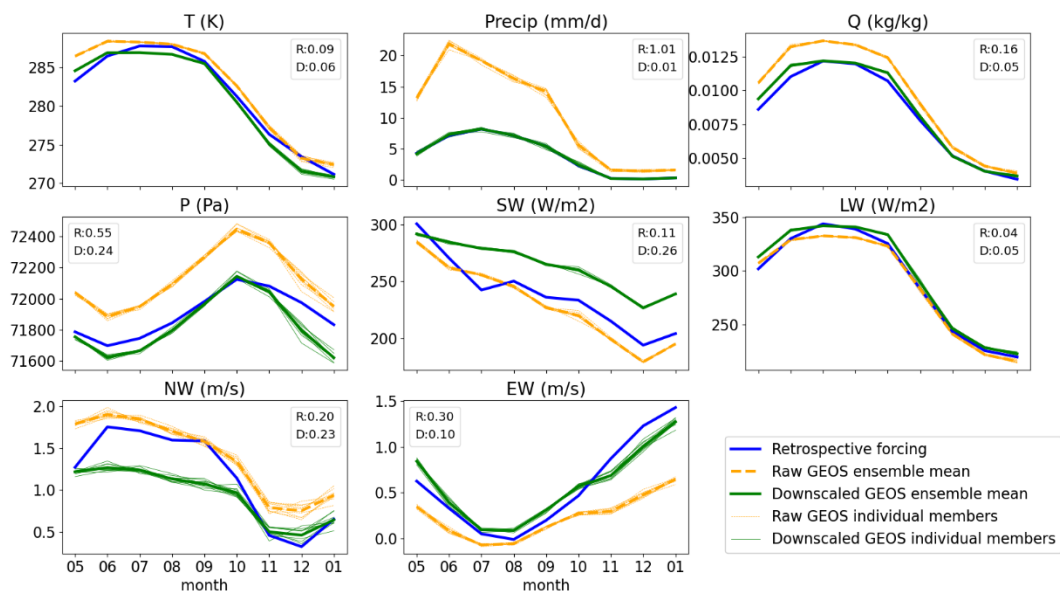 T (K)
285
280
275
270
R:0.09
D:0.06
Precip (mm/d)
20
15
10
5
0
R:1.01
D:0.01
Q (kg/kg)
0.0125
0.0100
0.0075
0.0050
R:0.16
D:0.05
P (Pa)
72400
72200
72000
71800
71600
R:0.55
D:0.24
SW (W/m2)
300
250
200
R:0.11
D:0.26
LW (W/m2)
350
300
250
R:0.04
D:0.05
NW (m/s)
2.0
1.5
1.0
0.5
R:0.20
D:0.23
05 06 07 08 09 10 11 12 01
month
EW (m/s)
1.5
1.0
0.5
0.0
R:0.30
D:0.10
05 06 07 08 09 10 11 12 01
month
Retrospective forcing
Raw GEOS ensemble mean
Downscaled GEOS ensemble mean
Raw GEOS individual members
Downscaled GEOS individual members